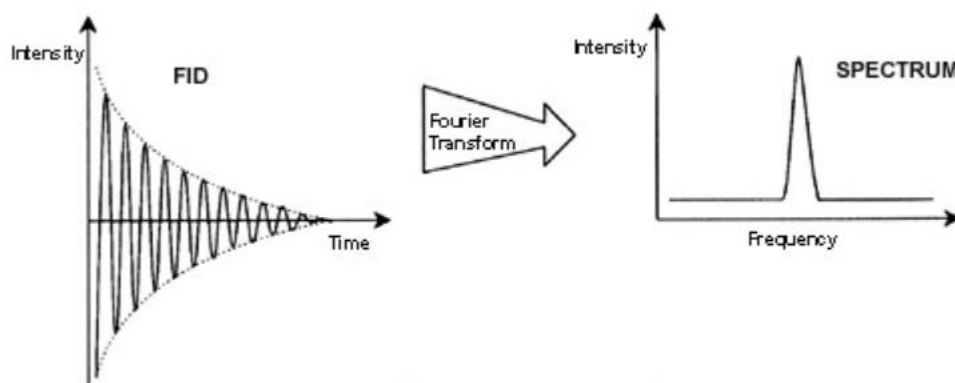 Intensity
FID
Time
Fourier
Transform
Intensity
SPECTRUM
Frequency